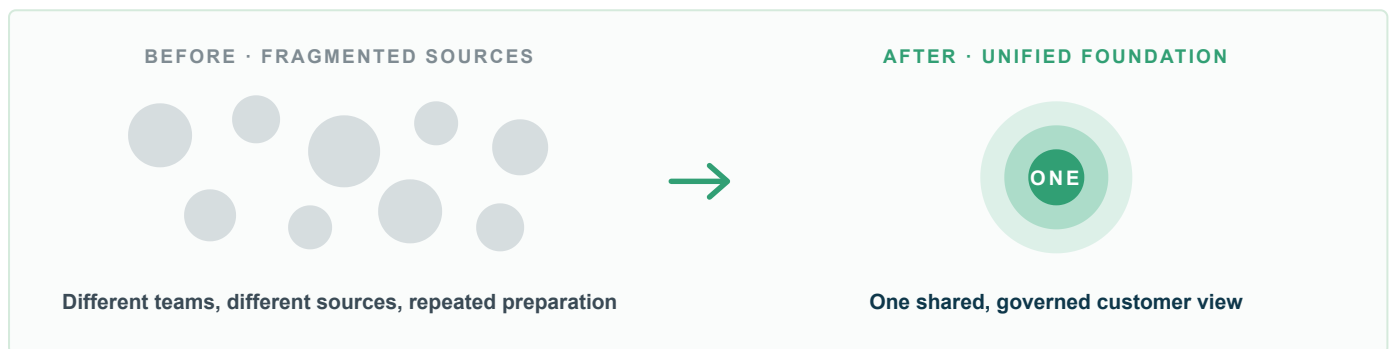 BEFORE · FRAGMENTED SOURCES
AFTER · UNIFIED FOUNDATION
ONE
Different teams, different sources, repeated preparation
One shared, governed customer view